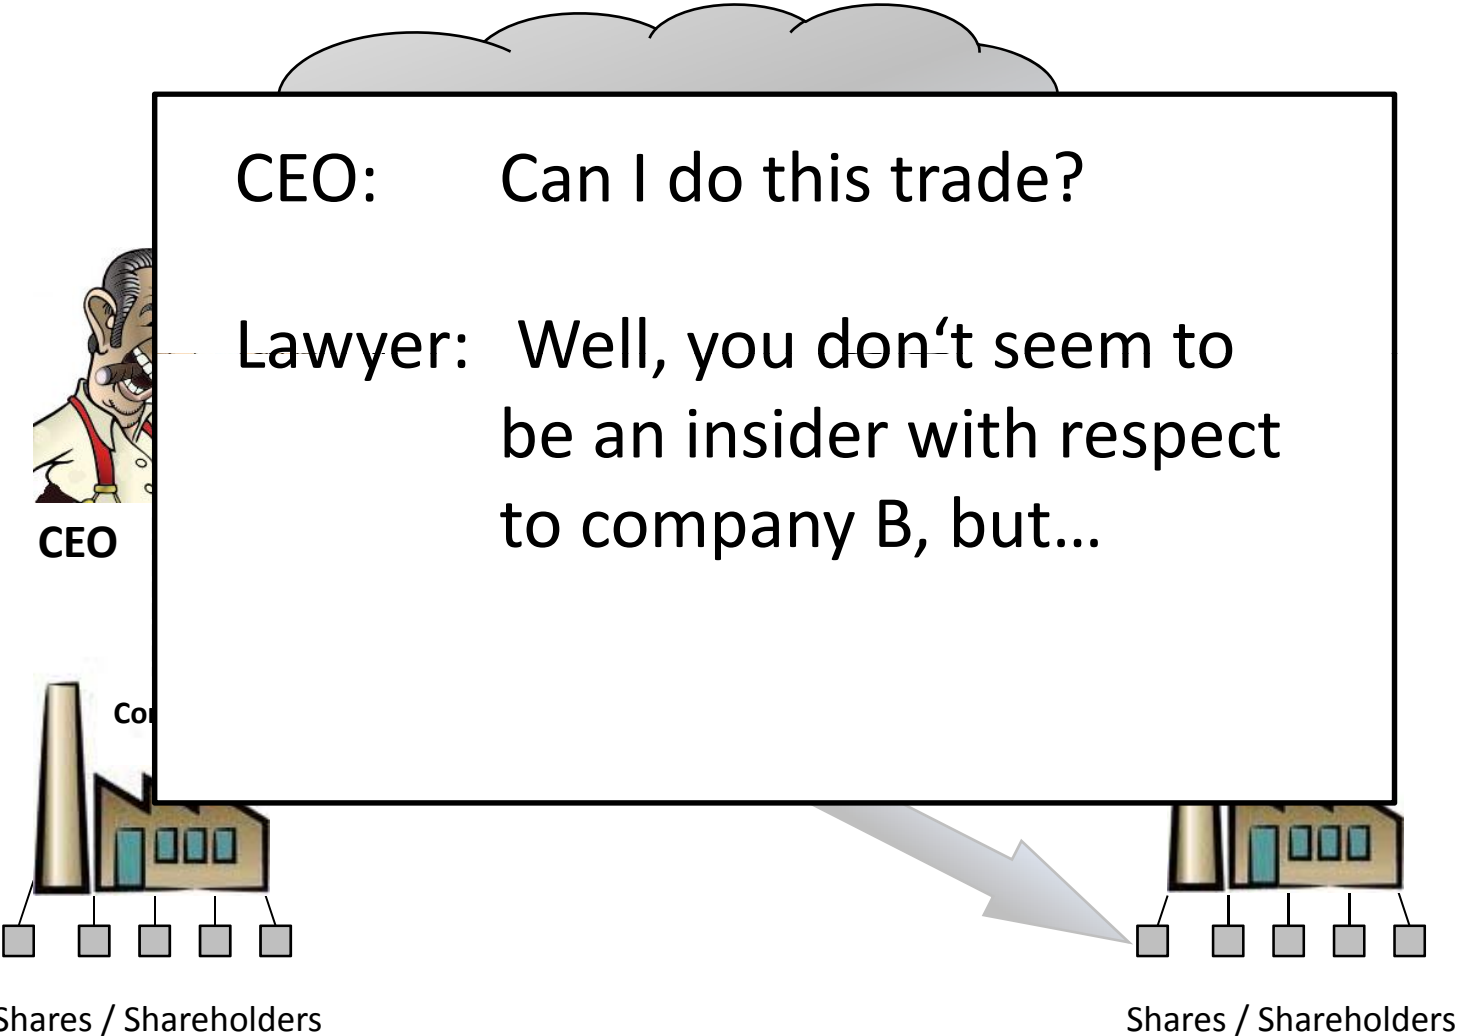 CEO: Can I do this trade?
Lawyer: Well, you don‘t seem to
be an insider with respect
to company B, but…
CEO
Shares / Shareholders
Shares / Shareholders